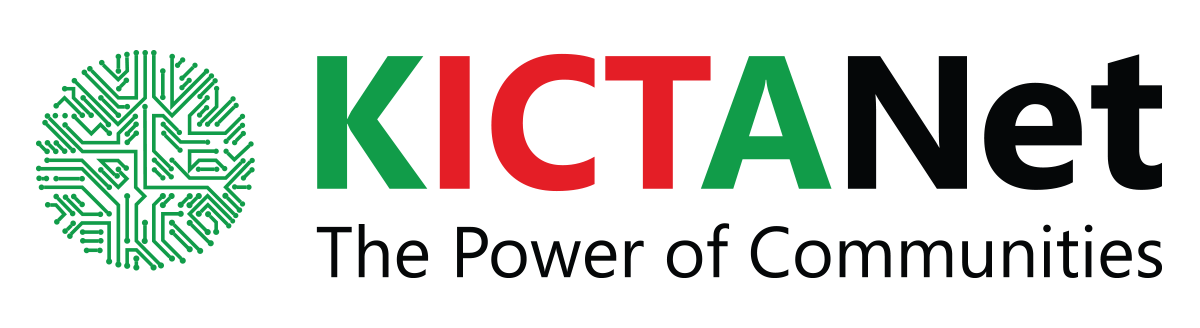 KICTANet
The Power of Communities